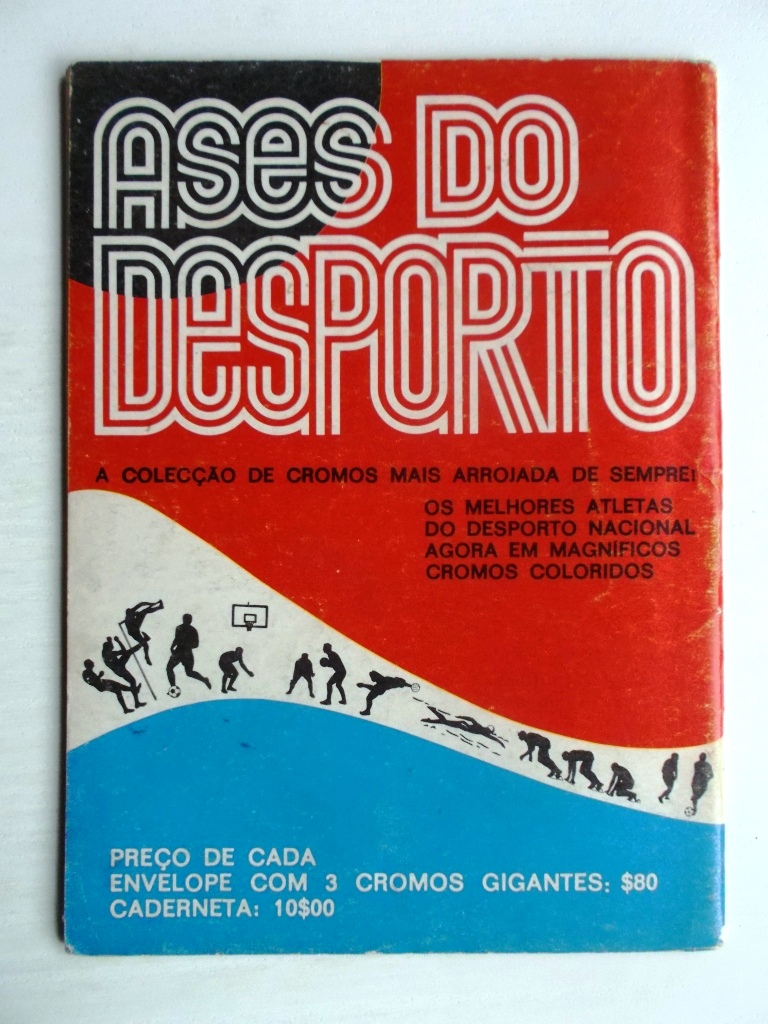 ASES DO
DESPORTO
A COLECÇÃO DE CROMOS MAIS ARROJADA DE SEMPRE!
OS MELHORES ATLETAS
DO DESPORTO NACIONAL
AGORA EM MAGNÍFICOS
CROMOS COLORIDOS
PREÇO DE CADA
ENVELOPE COM 3 CROMOS GIGANTES: $80
CADERNETA: 10$00